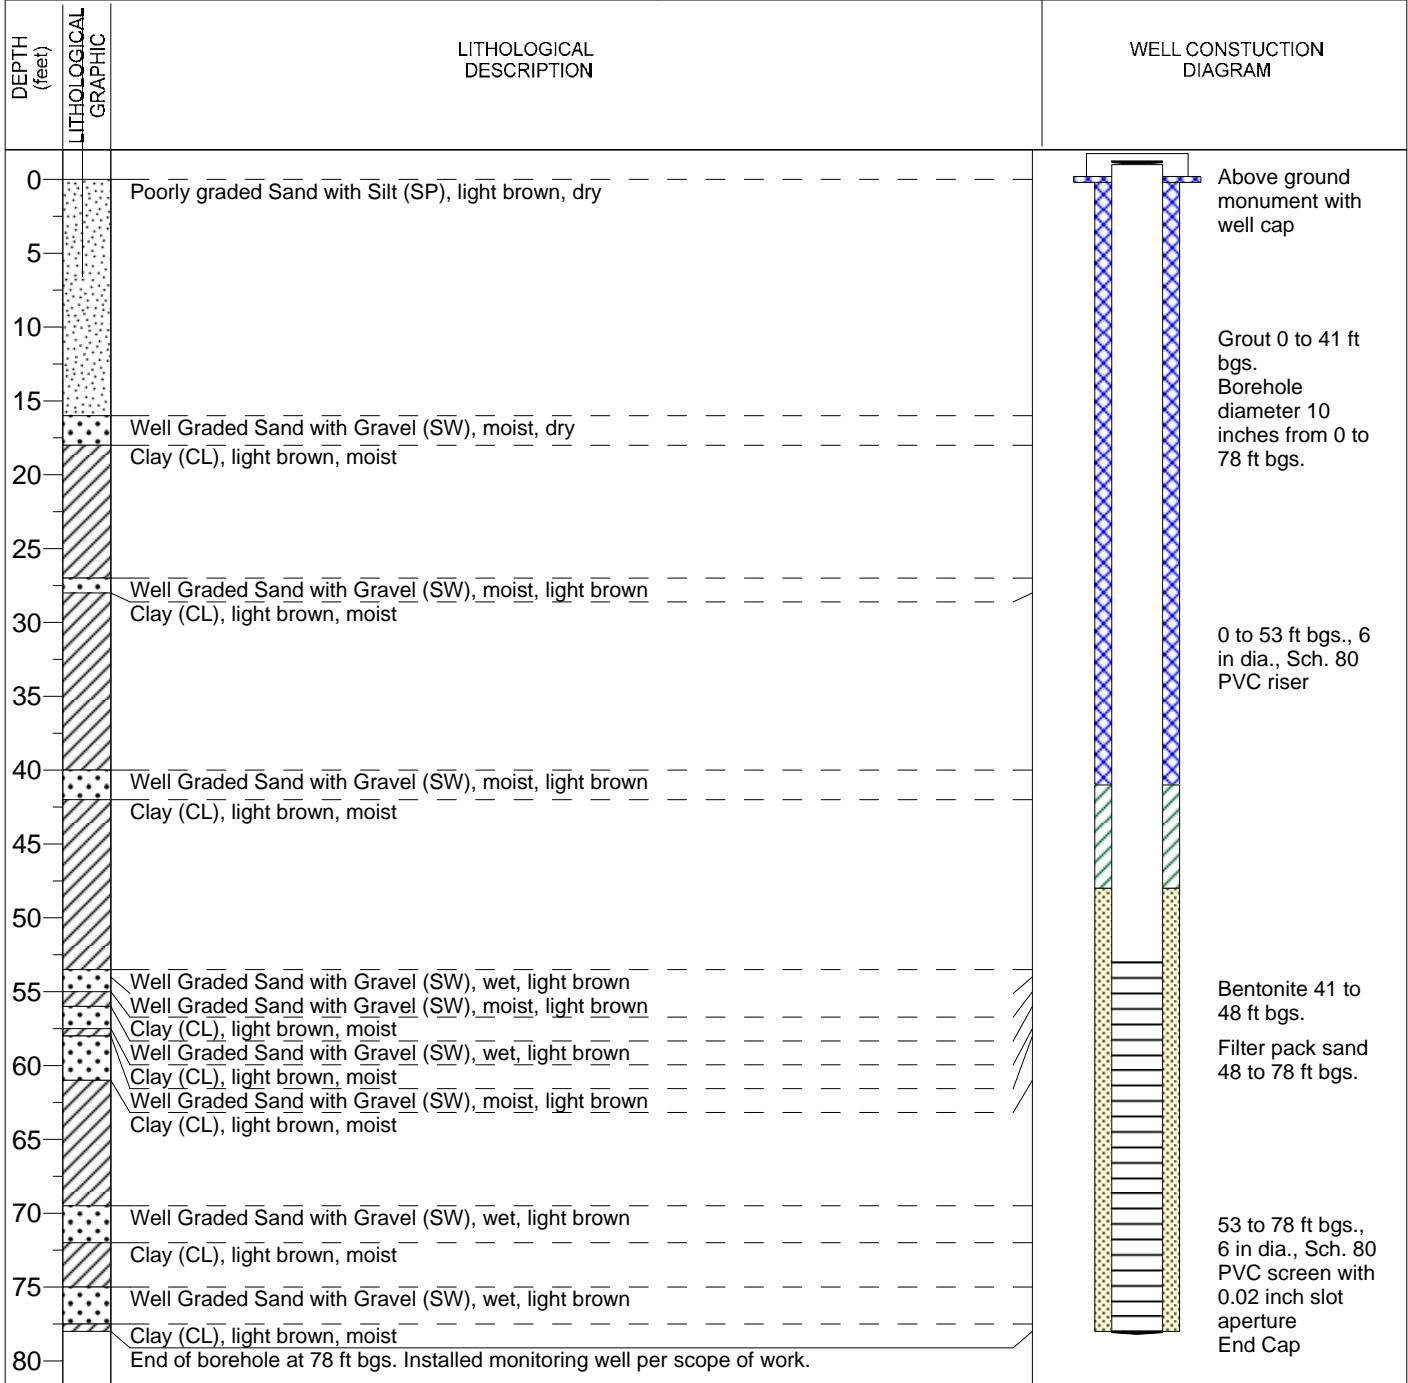 DEPTH
(feet)
LITHOLOGICAL
GRAPHIC
LITHOLOGICAL
DESCRIPTION
WELL CONSTUCTION
DIAGRAM
0
Poorly graded Sand with Silt (SP), light brown, dry
Above ground
monument with
well cap
5
10
Grout 0 to 41 ft
bgs.
Borehole
diameter 10
inches from 0 to
78 ft bgs.
15
Well Graded Sand with Gravel (SW), moist, dry
Clay (CL), light brown, moist
20
25
Well Graded Sand with Gravel (SW), moist, light brown
Clay (CL), light brown, moist
30
0 to 53 ft bgs., 6
in dia., Sch. 80
PVC riser
35
40
Well Graded Sand with Gravel (SW), moist, light brown
Clay (CL), light brown, moist
45
50
Well Graded Sand with Gravel (SW), wet, light brown
55
Well Graded Sand with Gravel (SW), moist, light brown
Clay (CL), light brown, moist
Well Graded Sand with Gravel (SW), wet, light brown
60
Clay (CL), light brown, moist
Well Graded Sand with Gravel (SW), moist, light brown
Clay (CL), light brown, moist
Bentonite 41 to
48 ft bgs.
Filter pack sand
48 to 78 ft bgs.
65
70
Well Graded Sand with Gravel (SW), wet, light brown
Clay (CL), light brown, moist
75
Well Graded Sand with Gravel (SW), wet, light brown
Clay (CL), light brown, moist
80
End of borehole at 78 ft bgs. Installed monitoring well per scope of work.
53 to 78 ft bgs.,
6 in dia., Sch. 80
PVC screen with
0.02 inch slot
aperture
End Cap